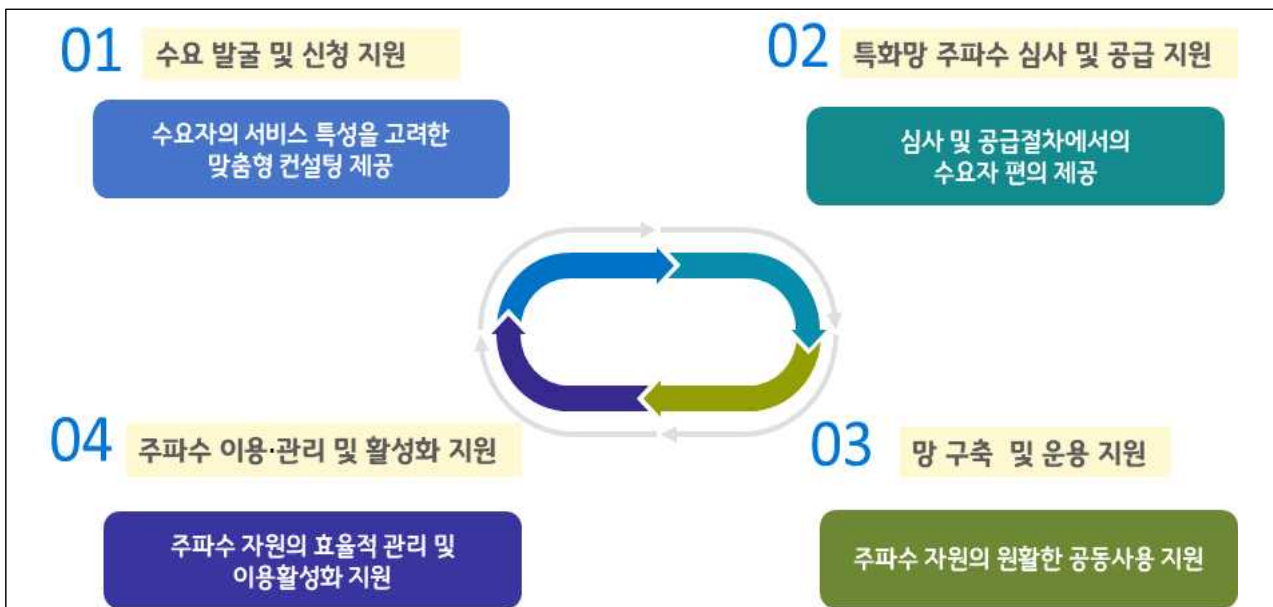 01 수요 발굴 및 신청 지원
수요자의 서비스 특성을 고려한
맞춤형 컨설팅 제공
02 특화망 주파수 심사 및 공급 지원
심사 및 공급절차에서의
수요자 편의 제공
03 망 구축 및 운용 지원
주파수 자원의 원활한 공동사용 지원
04 주파수 이용·관리 및 활성화 지원
주파수 자원의 효율적 관리 및
이용활성화 지원